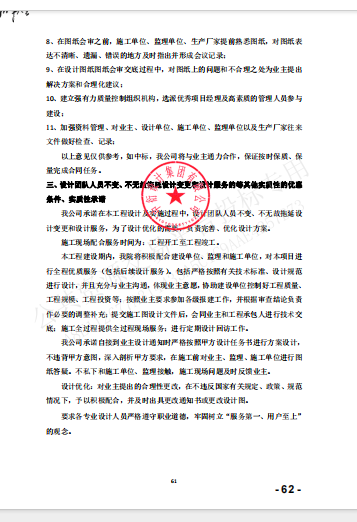 8、在图纸会审之前，施工单位、监理单位、生产厂家提前熟悉图纸，对图纸表
达不清晰、遗漏、错误的地方及时指出并形成会议记录；
9、在设计图纸图纸会审交底过程中，对图纸上的问题和不合理之处为业主提出
解决方案和合理化建议；
10、建立强有力质量控制组织机构，选派优秀项目经理及高素质的管理人员参与
建设；
11、加强资料管理、对业主、设计单位、施工单位、监理单位以及生产厂家往来
文件做好检查、记录；
以上意见仅供参考，如中标，我公司将与业主通力合作，保证按时保质、保
量完成合同任务。
三、设计团队人员不变、不无故拖延设计变更和设计服务的等其他实质性的优惠
条件、实质性承诺
我公司承诺在本工程设计及实施过程中，设计团队人员不变、不无故拖延设
计变更和设计服务，为了设计优化的需要，负责完善、优化设计方案。
施工现场配合服务时间为：工程开工至工程竣工。
本工程建设期内，我院将积极配合建设单位、监理和施工单位，对本项目进
行全程优质服务（包括后续设计服务）、包括严格按照有关技术标准、设计规范
进行设计，并且充分与业主沟通，体现业主意愿，协助建设单位控制好工程质量、
工程规模、工程投资等；按照业主要求参加各级报建工作，并根据审查结论负责
作必要的调整补充；提交施工图设计文件后，会同业主和工程承包人进行技术交
底；施工全过程提供全过程现场服务；进行定期设计回访工作。
我公司承诺自接到业主设计通知时严格按照甲方设计任务书进行方案设计，
不违背甲方意图，深入剖析甲方要求，在施工前对业主、监理、施工单位进行图
纸答疑。不私下和施工单位、监理接触，施工现场问题及时反馈业主。
设计优化：对业主提出的合理性更改，在不违反国家有关规定、政策、规范
情况下，予以积极配合，并及时出具更改通知书或更改设计图。
要求各专业设计人员严格遵守职业道德，牢固树立“服务第一、用户至上”
的观念。
61
-62-